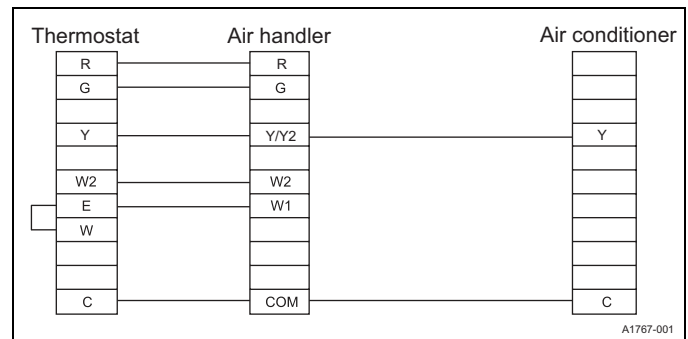 Thermostat Air handler Air conditioner
R R
G G
Y Y/Y2 Y
W2 W2
E W1
W
C COM C
A1767-001